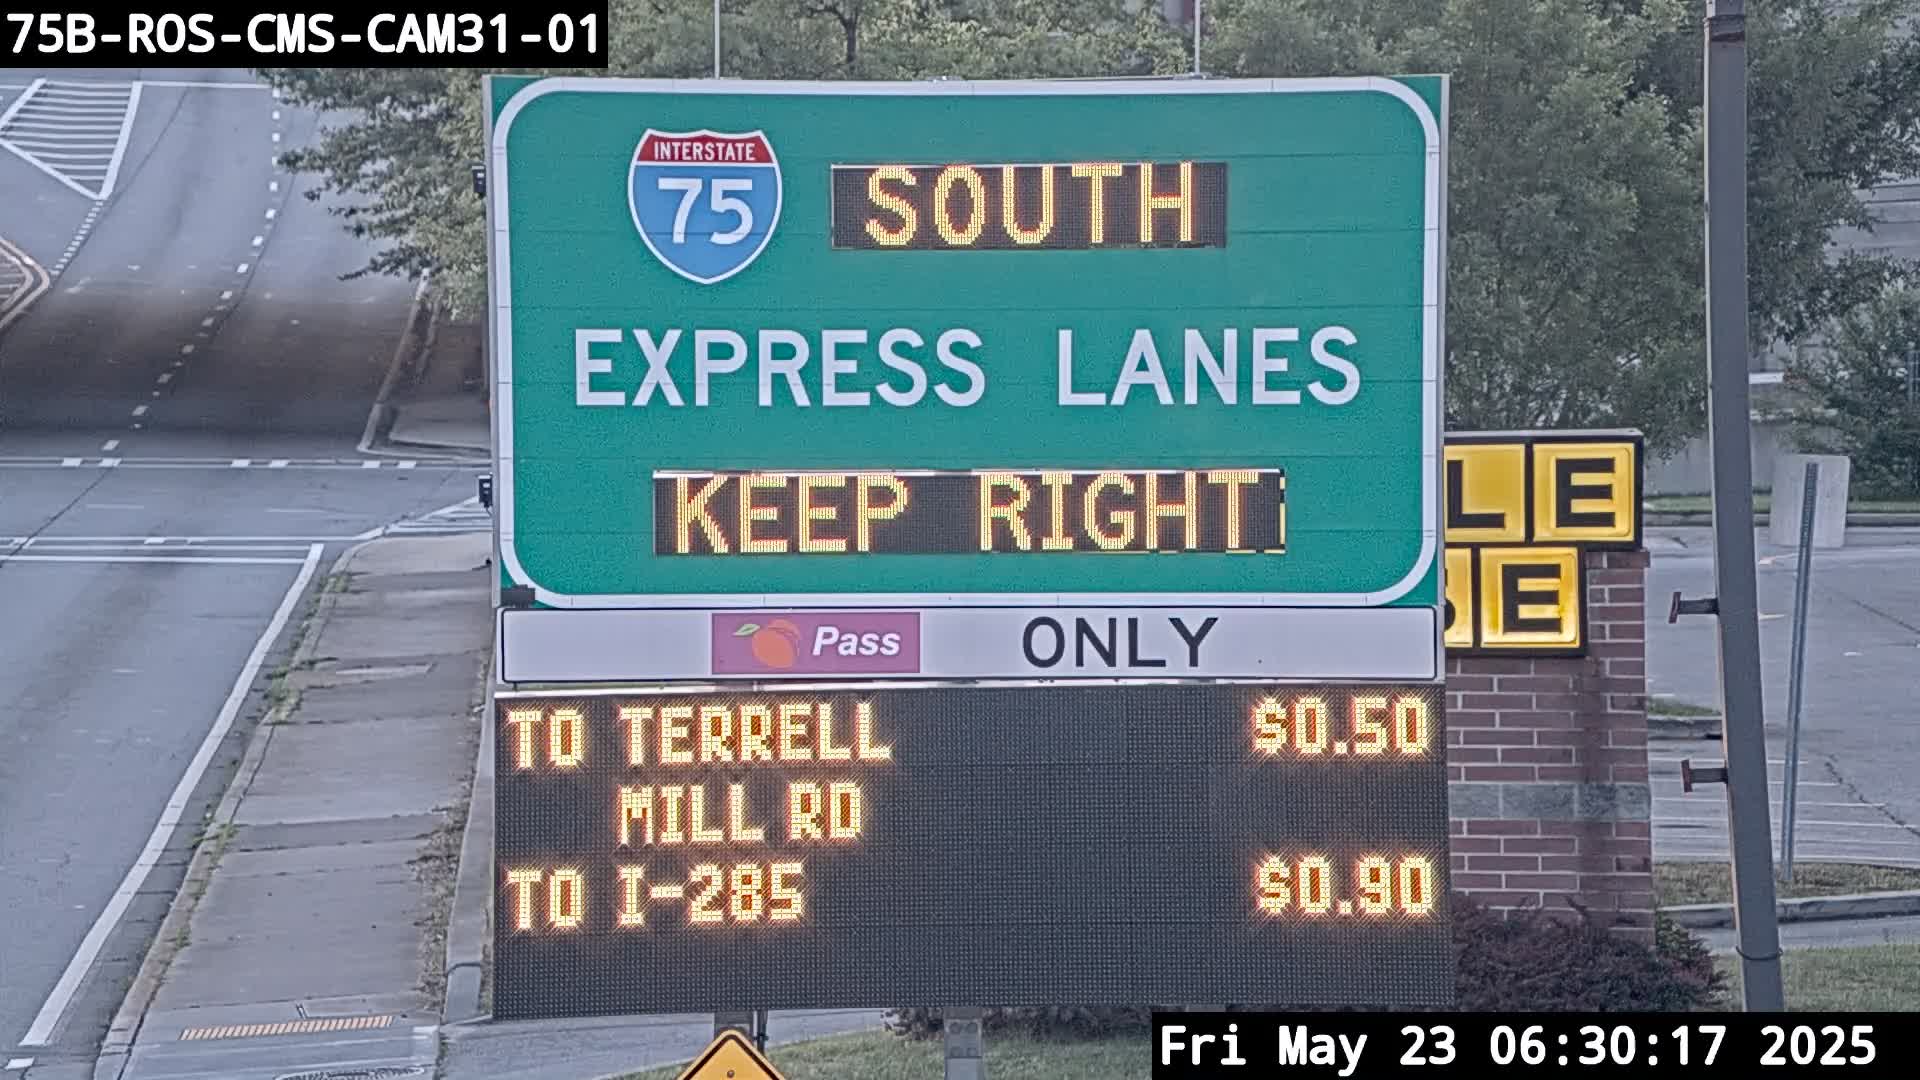 75B-ROS-CMS-CAM31-01
INTERSTATE
75
SOUTH
EXPRESS LANES
KEEP RIGHT
LE
E
Pass ONLY
TO TERRELL $0.50
MILL RD
TO I-285 $0.90
Fri May 23 06:30:17 2025